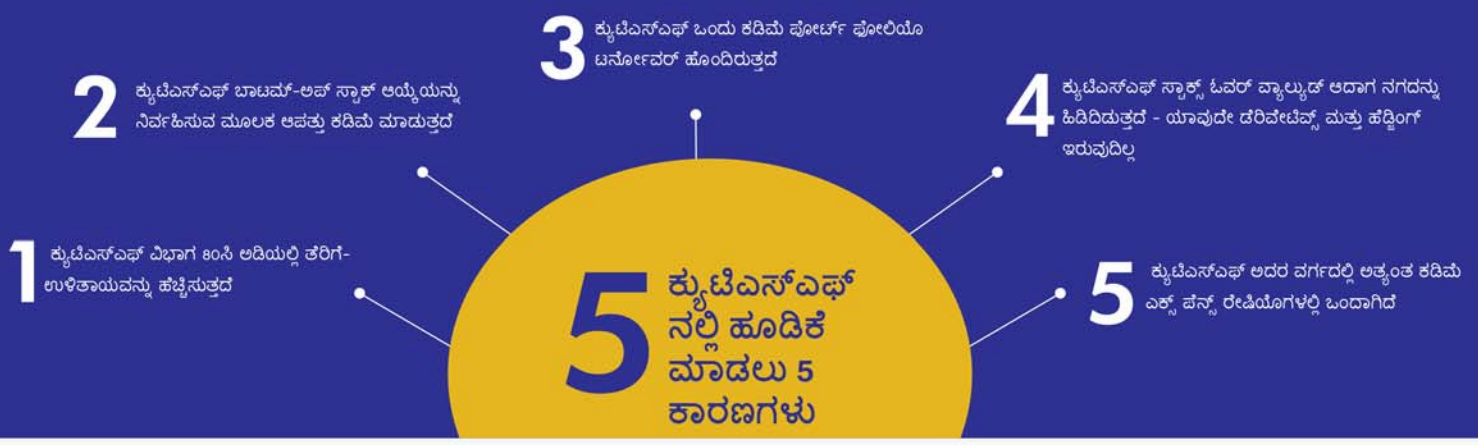 1
ಕ್ಯುಟಿಎಸ್ಎಫ್ ವಿಭಾಗ ೮೦ಸಿ ಅಡಿಯಲ್ಲಿ ತೆರಿಗೆ-
ಉಳಿತಾಯವನ್ನು ಹೆಚ್ಚಿಸುತ್ತದೆ
2
ಕ್ಯುಟಿಎಸ್ಎಫ್ ಬಾಟಮ್-ಅಪ್ ಸ್ಟಾಕ್ ಆಯ್ಕೆಯನ್ನು
ನಿರ್ವಹಿಸುವ ಮೂಲಕ ಆಪತ್ತು ಕಡಿಮೆ ಮಾಡುತ್ತದೆ
3
ಕ್ಯುಟಿಎಸ್ಎಫ್ ಒಂದು ಕಡಿಮೆ ಪೋರ್ಟ್ ಫೋಲಿಯೊ
ಟರ್ನೋವರ್ ಹೊಂದಿರುತ್ತದೆ
4
ಕ್ಯುಟಿಎಸ್ಎಫ್ ಸ್ಟಾಕ್ಸ್ ಓವರ್ ವ್ಯಾಲ್ಯುಡ್ ಆದಾಗ ನಗದನ್ನು
ಹಿಡಿದಿಡುತ್ತದೆ - ಯಾವುದೇ ಡೆರಿವೇಟಿವ್ಸ್ ಮತ್ತು ಹೆಡ್ಜಿಂಗ್
ಇರುವುದಿಲ್ಲ
5
ಕ್ಯುಟಿಎಸ್ಎಫ್ ಅದರ ವರ್ಗದಲ್ಲಿ ಅತ್ಯಂತ ಕಡಿಮೆ
ಎಕ್ಸ್ ಪೆನ್ಸ್ ರೇಷಿಯೊಗಳಲ್ಲಿ ಒಂದಾಗಿದೆ
5
ಕ್ಯುಟಿಎಸ್ಎಫ್
ನಲ್ಲಿ ಹೂಡಿಕೆ
ಮಾಡಲು 5
ಕಾರಣಗಳು